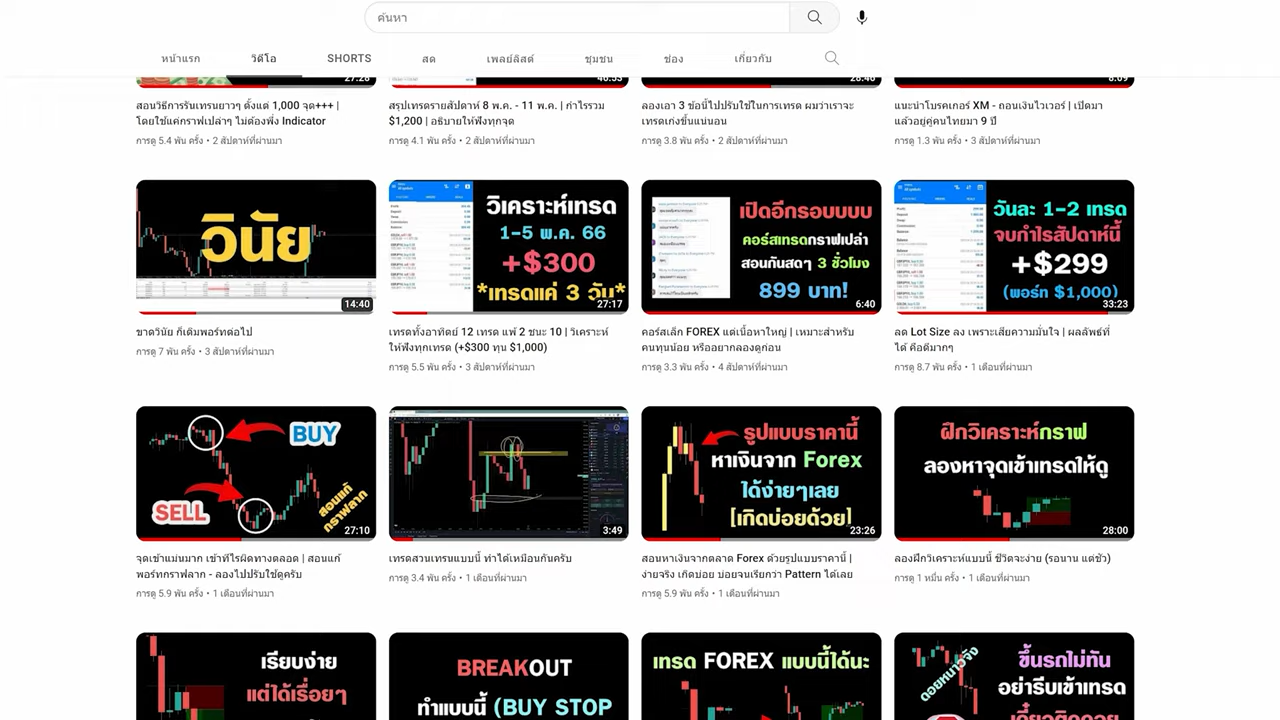 ค้นหา
หน้าแรก
วิดีโอ
SHORTS
สด
เพลย์ลิสต์
ชุมชน
ช่อง
เกี่ยวกับ
27:28
46:53
28:46
8:09
สอนวิธีการรันเทรนยาวๆ ตั้งแต่ 1,000 จุด+++ |
โดยใช้แค่กราฟเปล่าๆ ไม่ต้องพึ่ง Indicator
การดู 5.4 พัน ครั้ง • 2 สัปดาห์ที่ผ่านมา
สรุปเทรดรายสัปดาห์ 8 พ.ค. - 11 พ.ค. | กำไรรวม
$1,200 | อธิบายให้ฟังทุกจุด
การดู 4.1 พัน ครั้ง • 2 สัปดาห์ที่ผ่านมา
ลองเอา 3 ข้อนี้ไปปรับใช้ในการเทรด ผมว่าเราจะ
เทรดเก่งขึ้นแน่นอน
การดู 3.8 พัน ครั้ง • 2 สัปดาห์ที่ผ่านมา
แนะนำโบรคเกอร์ XM - ถอนเงินไวเวอร์ | เปิดมา
แล้วอยู่คู่คนไทยมา 9 ปี
การดู 1.3 พัน ครั้ง • 3 สัปดาห์ที่ผ่านมา
วินัย
14:40
วิเคราะห์เทรด
1-5 พ.ค. 66
+$300
*เทรดแค่ 3 วัน*
27:17
เปิดอีกรอบบบบ
คอร์สเทรดกราฟเปล่า
สอนกันสดๆ 3 ชั่วโมง
899 บาท!
6:40
วันละ 1-2 เทรด
จบกำไรสัปดาห์นี้
+$299
(พอร์ท $1,000)
33:23
ขาดวินัย ก็เติมพอร์ทต่อไป
การดู 7 พัน ครั้ง • 3 สัปดาห์ที่ผ่านมา
เทรดทั้งอาทิตย์ 12 เทรด แพ้ 2 ชนะ 10 | วิเคราะห์
ให้ฟังทุกเทรด (+$300 ทุน $1,000)
การดู 5.5 พัน ครั้ง • 3 สัปดาห์ที่ผ่านมา
คอร์สเล็ก FOREX แต่เนื้อหาใหญ่ | เหมาะสำหรับ
คนทุนน้อย หรืออยากลองดูก่อน
การดู 3.3 พัน ครั้ง • 4 สัปดาห์ที่ผ่านมา
ลด Lot Size ลง เพราะเสียความมั่นใจ | ผลลัพธ์ที่
ได้ คือดีมากๆ
การดู 8.7 พัน ครั้ง • 1 เดือนที่ผ่านมา
BUY
SELL
สอนแก้
กราฟลาก
27:10
3:49
รูปแบบราคานี้
หาเงินจาก Forex
ได้ง่ายๆเลย
[เกิดบ่อยด้วย]
23:26
ฝึกวิเคราะห์กราฟ
ลองหาจุดเข้าเทรดให้ดู
28:00
จุดเข้าแม่นมาก เข้าทีไรผิดทางตลอด | สอนแก้
พอร์ทกราฟลาก - ลองไปปรับใช้ดูครับ
การดู 5.9 พัน ครั้ง • 1 เดือนที่ผ่านมา
เทรดสวนเทรนแบบนี้ ทำได้เหมือนกันครับ
การดู 3.4 พัน ครั้ง • 1 เดือนที่ผ่านมา
สอนหาเงินจากตลาด Forex ด้วยรูปแบบราคานี้ |
ง่ายจริง เกิดบ่อย บ่อยจนเรียกว่า Pattern ได้เลย
การดู 5.9 พัน ครั้ง • 1 เดือนที่ผ่านมา
ลองฝึกวิเคราะห์แบบนี้ ชีวิตจะง่าย (รอนาน แต่ชัว)
การดู 1 หมื่น ครั้ง • 1 เดือนที่ผ่านมา
เรียบง่าย
แต่ได้เรื่อยๆ
BREAKOUT
ทำแบบนี้ (BUY STOP
เทรด FOREX แบบนี้ได้นะ
ดอยหนาวจัง
ขึ้นรถไม่ทัน
อย่ารีบเข้าเทรด
เดี๋ยวติดดอย